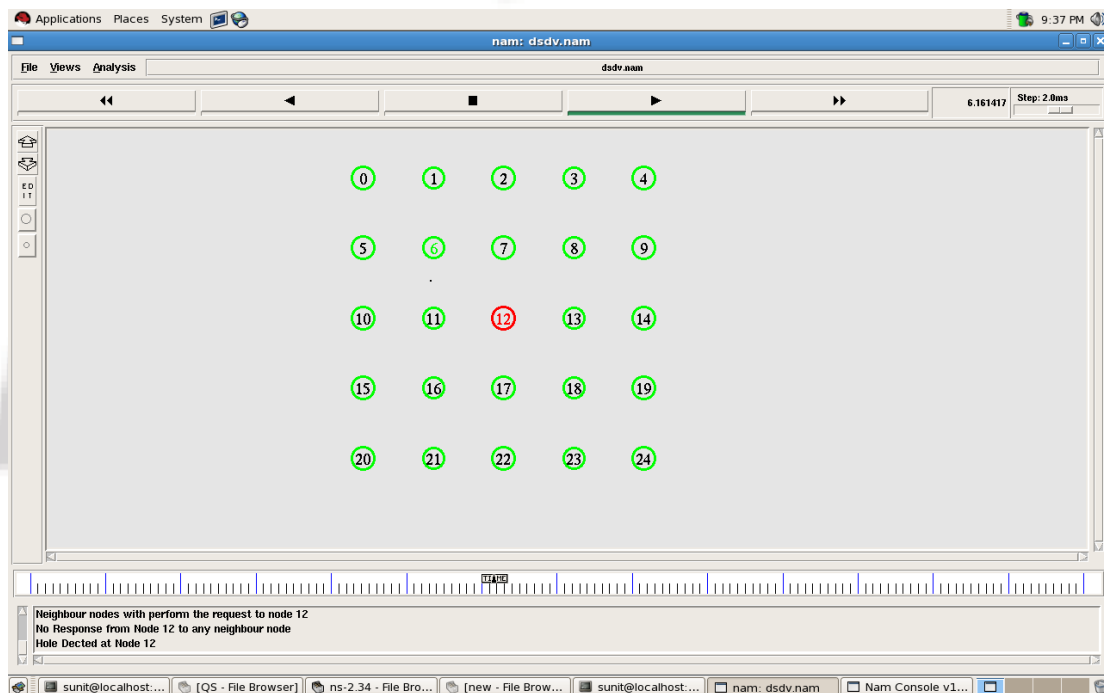 Applications Places System 9:37 PM
nam: dsdv.nam
File Views Analysis dsdv.nam
6.161417 Step: 2.0ms
ED
IT
0 1 2 3 4
5 6 7 8 9
10 11 12 13 14
15 16 17 18 19
20 21 22 23 24
TIME
Neighbour nodes with perform the request to node 12
No Response from Node 12 to any neighbour node
Hole Dected at Node 12
sunit@localhost:... [QS - File Browser] ns-2.34 - File Bro... [new - File Brow... sunit@localhost:... nam: dsdv.nam Nam Console v1...